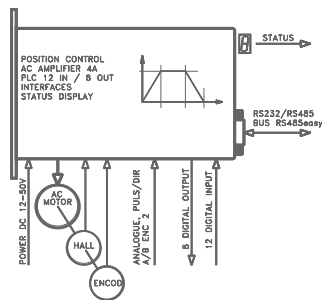 POSITION CONTROL
AC AMPLIFIER 4A
PLC 12 IN / 8 OUT
INTERFACES
STATUS DISPLAY
STATUS
RS232/RS485
BUS RS485easy
POWER DC 12-50V
AC
MOTOR
HALL
ENCOD
ANALOGUE, PULS/DIR
A/B ENC 2
8 DIGITAL OUTPUT
12 DIGITAL INPUT